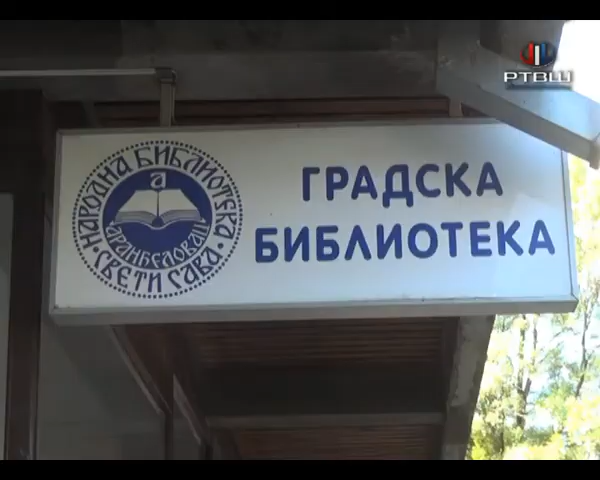 РТВШ
НАРОДНА БИБЛИОТЕКА
СВЕТИ САВА
а
АРАНЂЕЛОВАЦ
ГРАДСКА
БИБЛИОТЕКА